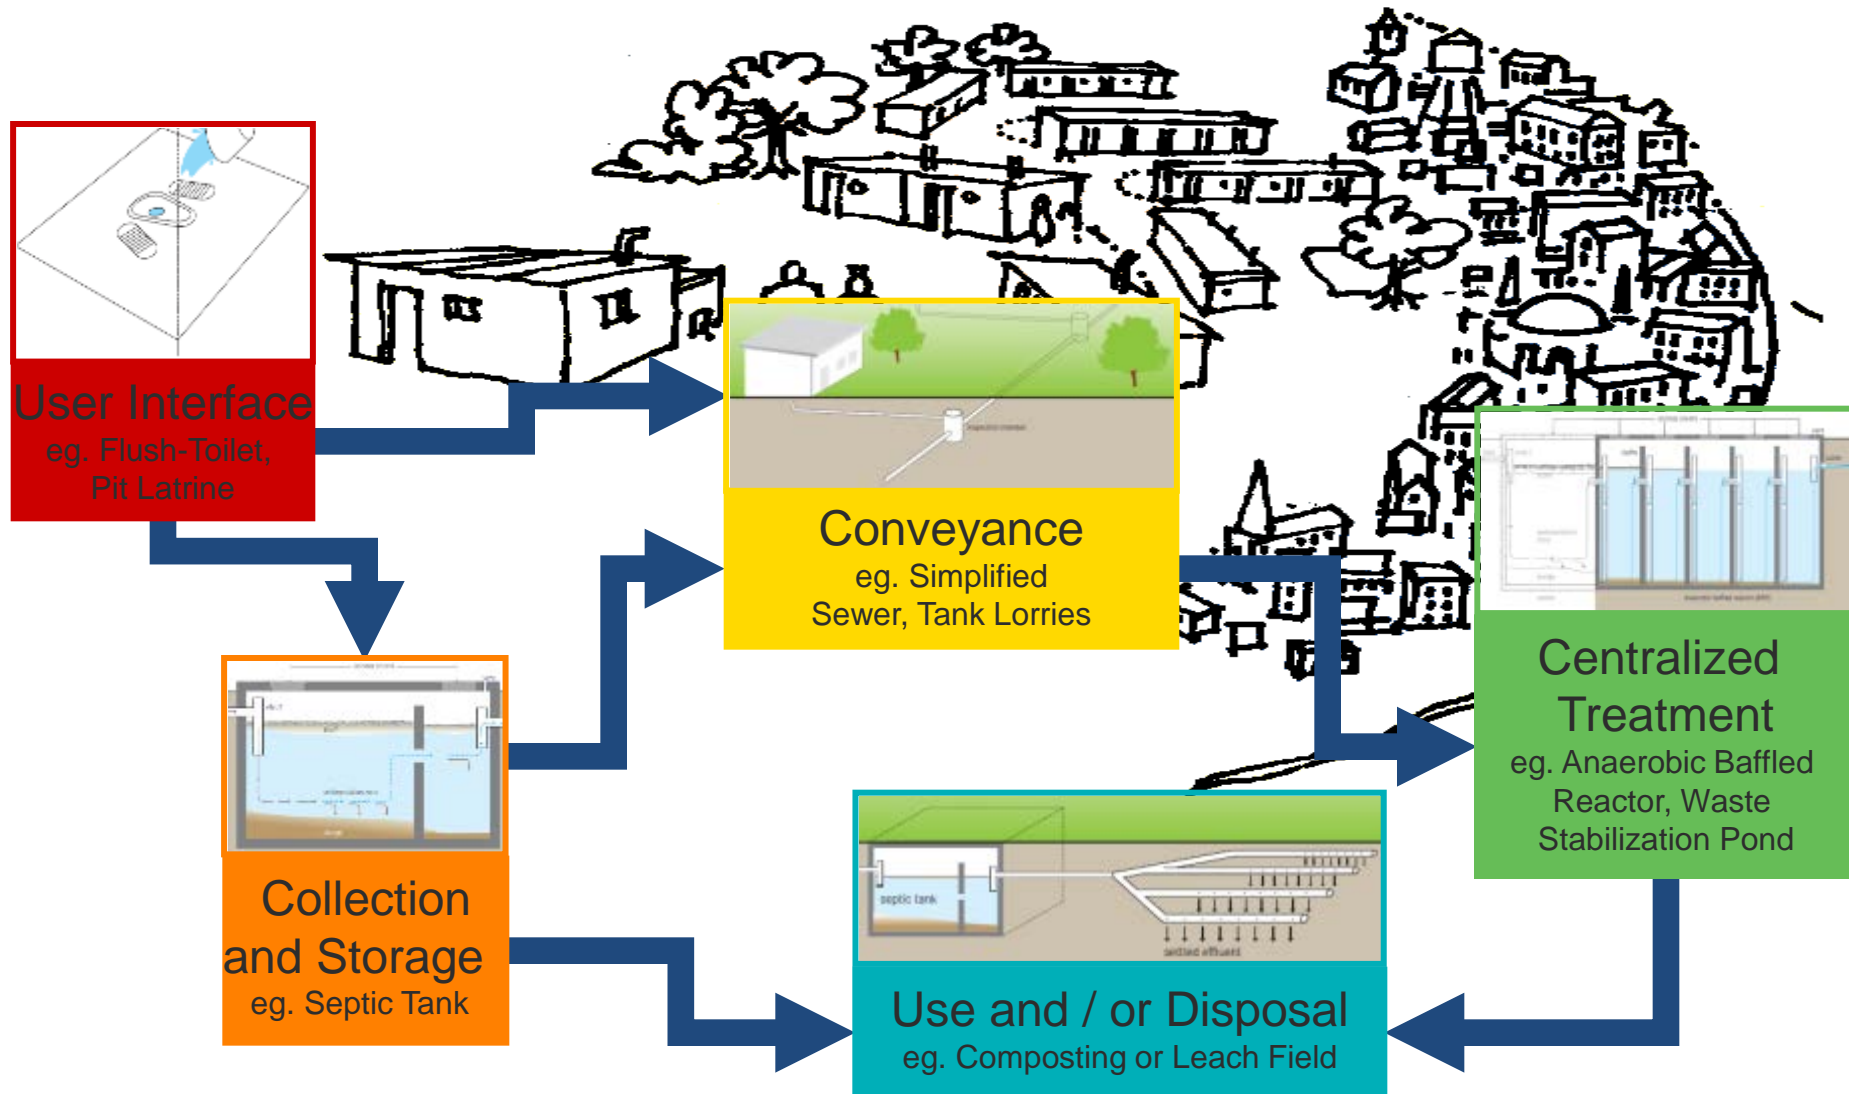 User Interface
eg. Flush-Toilet,
Pit Latrine
Conveyance
eg. Simplified
Sewer, Tank Lorries
Centralized
Treatment
eg. Anaerobic Baffled
Reactor, Waste
Stabilization Pond
Collection
and Storage
eg. Septic Tank
septic tank
settled effluent
Use and / or Disposal
eg. Composting or Leach Field